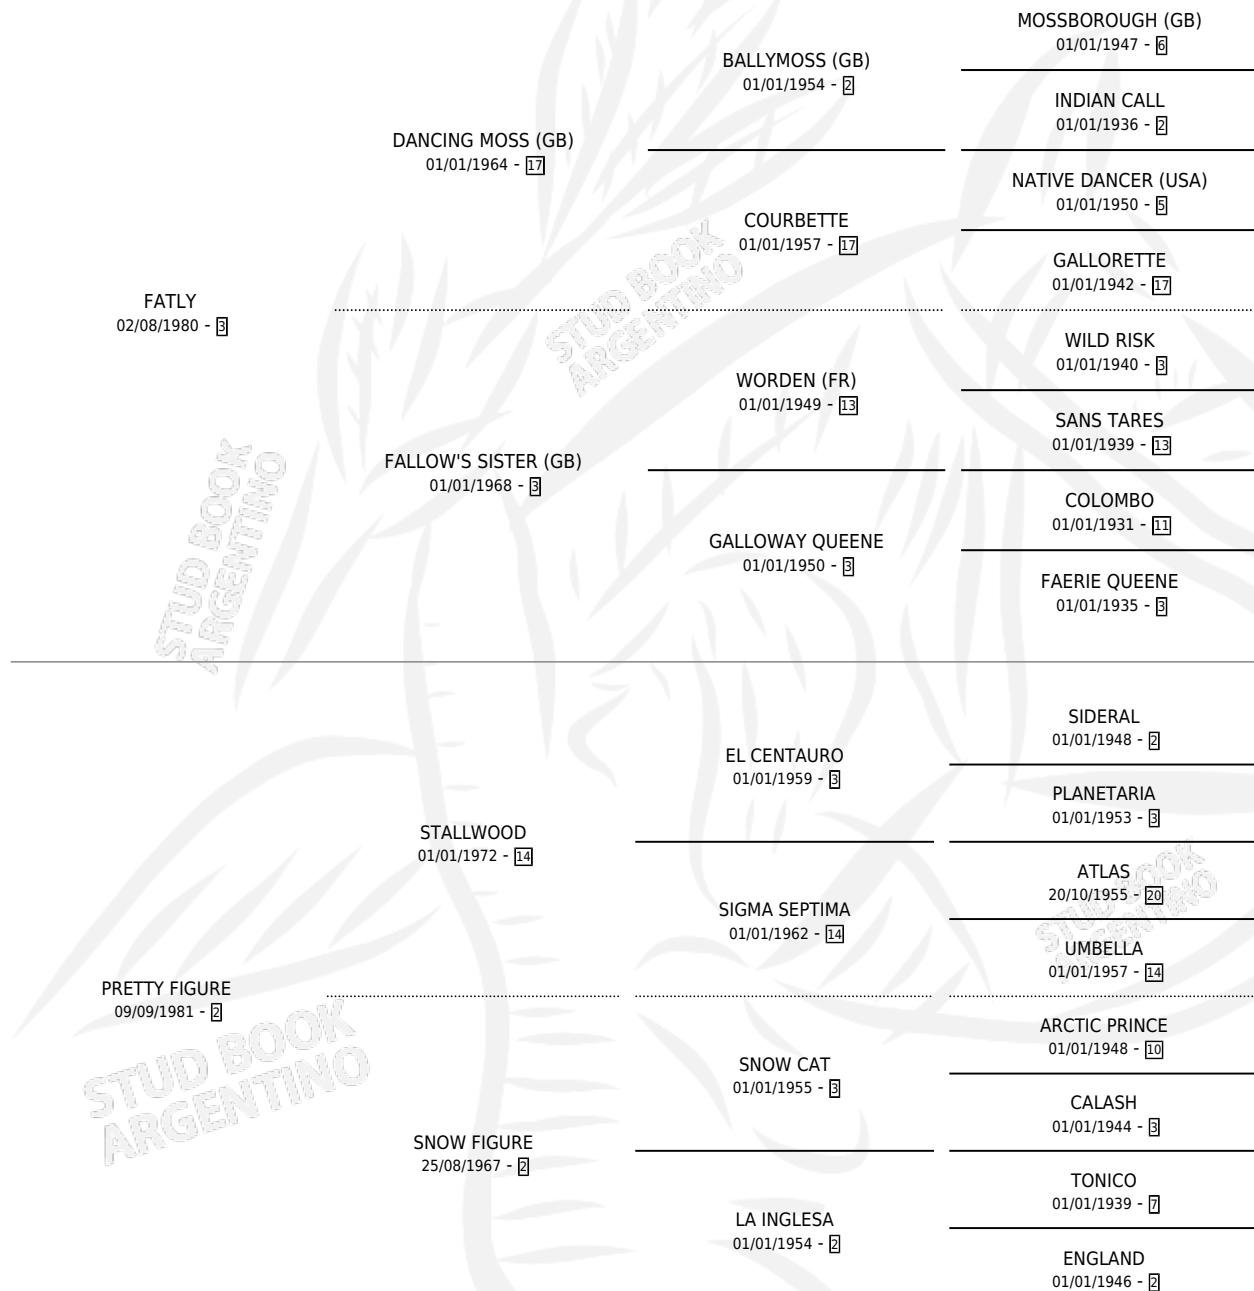 MOSSBOROUGH (GB)
01/01/1947 - 6
BALLYMOSS (GB)
01/01/1954 - 2
INDIAN CALL
01/01/1936 - 2
DANCING MOSS (GB)
01/01/1964 - 17
NATIVE DANCER (USA)
01/01/1950 - 5
COURBETTE
01/01/1957 - 17
GALLORETTE
01/01/1942 - 17
FATLY
02/08/1980 - 3
WILD RISK
01/01/1940 - 3
WORDEN (FR)
01/01/1949 - 13
SANS TARES
01/01/1939 - 13
FALLOW'S SISTER (GB)
01/01/1968 - 3
COLOMBO
01/01/1931 - 11
GALLOWAY QUEENE
01/01/1950 - 3
FAERIE QUEENE
01/01/1935 - 3
SIDERAL
01/01/1948 - 2
EL CENTAURO
01/01/1959 - 3
PLANETARIA
01/01/1953 - 3
STALLWOOD
01/01/1972 - 14
ATLAS
20/10/1955 - 20
SIGMA SEPTIMA
01/01/1962 - 14
UMBELLA
01/01/1957 - 14
PRETTY FIGURE
09/09/1981 - 2
ARCTIC PRINCE
01/01/1948 - 10
SNOW CAT
01/01/1955 - 3
CALASH
01/01/1944 - 3
SNOW FIGURE
25/08/1967 - 2
TONICO
01/01/1939 - 7
LA INGLESA
01/01/1954 - 2
ENGLAND
01/01/1946 - 2
STUD BOOK
ARGENTINO
STUD BOOK
ARGENTINO
STUD BOOK
ARGENTINO
STUD BOOK
ARGENTINO